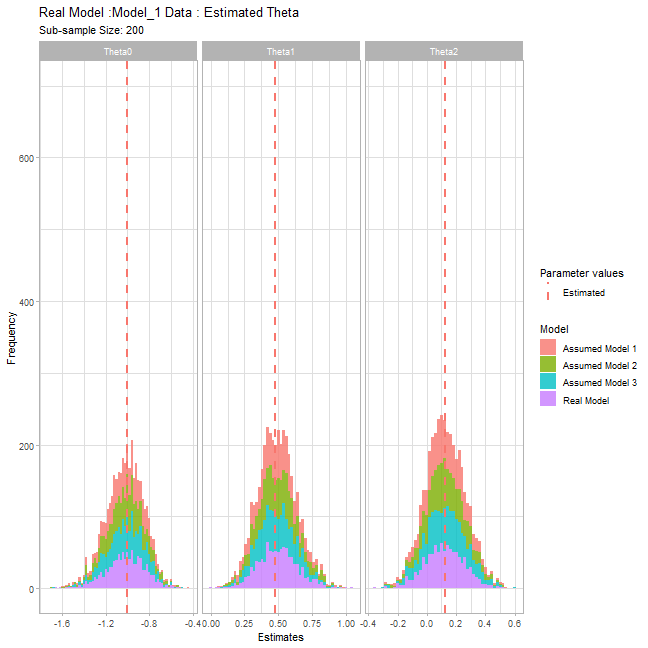 Real Model :Model_1 Data : Estimated Theta
Sub-sample Size: 200
Theta0 Theta1 Theta2
600
400
200
0
Frequency
-1.6 -1.2 -0.8 -0.4 0.00 0.25 0.50 0.75 1.00 -0.4 -0.2 0.0 0.2 0.4 0.6
Estimates
Parameter values
Estimated
Model
Assumed Model 1
Assumed Model 2
Assumed Model 3
Real Model